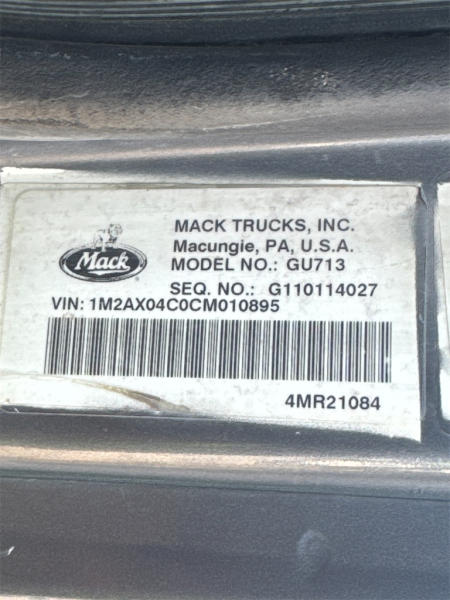 MACK TRUCKS, INC.
Macungie, PA, U.S.A.
Mack
MODEL NO.: GU713
SEQ. NO.: G110114027
VIN: 1M2AX04C0CM010895
4MR21084